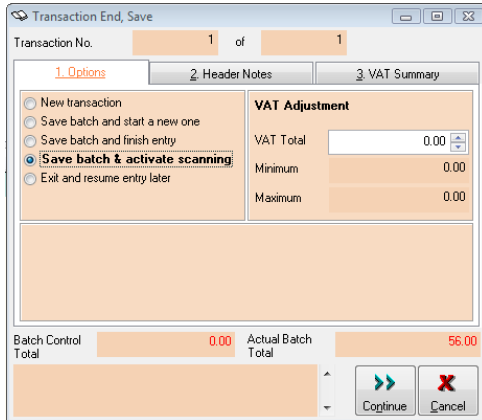 Transaction End, Save
Transaction No. 1 of 1
1. Options 2. Header Notes 3. VAT Summary
New transaction
Save batch and start a new one
Save batch and finish entry
Save batch & activate scanning
Exit and resume entry later
VAT Adjustment
VAT Total 0.00
Minimum 0.00
Maximum 0.00
Batch Control Total 0.00
Actual Batch Total 56.00
Continue Cancel